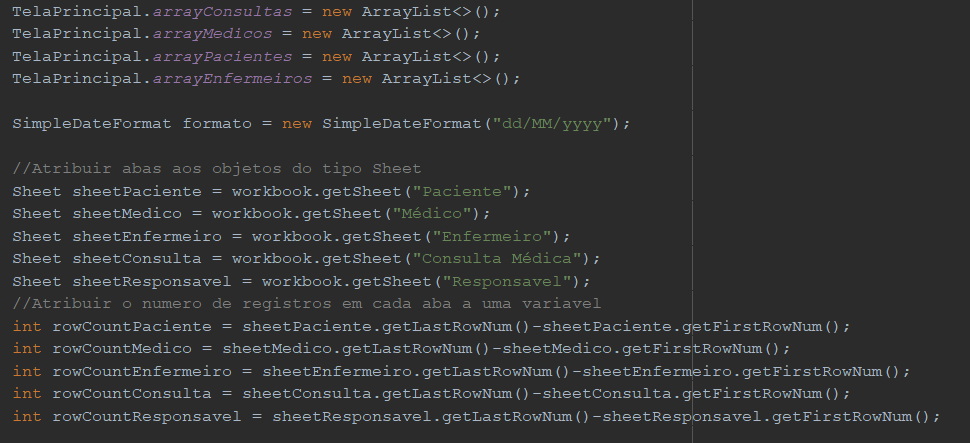 TelaPrincipal.arrayConsultas = new ArrayList<>();
TelaPrincipal.arrayMedicos = new ArrayList<>();
TelaPrincipal.arrayPacientes = new ArrayList<>();
TelaPrincipal.arrayEnfermeiros = new ArrayList<>();
SimpleDateFormat formato = new SimpleDateFormat("dd/MM/yyyy");
//Atribuir abas aos objetos do tipo Sheet
Sheet sheetPaciente = workbook.getSheet("Paciente");
Sheet sheetMedico = workbook.getSheet("Médico");
Sheet sheetEnfermeiro = workbook.getSheet("Enfermeiro");
Sheet sheetConsulta = workbook.getSheet("Consulta Médica");
Sheet sheetResponsavel = workbook.getSheet("Responsavel");
//Atribuir o numero de registros em cada aba a uma variavel
int rowCountPaciente = sheetPaciente.getLastRowNum()-sheetPaciente.getFirstRowNum();
int rowCountMedico = sheetMedico.getLastRowNum()-sheetMedico.getFirstRowNum();
int rowCountEnfermeiro = sheetEnfermeiro.getLastRowNum()-sheetEnfermeiro.getFirstRowNum();
int rowCountConsulta = sheetConsulta.getLastRowNum()-sheetConsulta.getFirstRowNum();
int rowCountResponsavel = sheetResponsavel.getLastRowNum()-sheetResponsavel.getFirstRowNum();